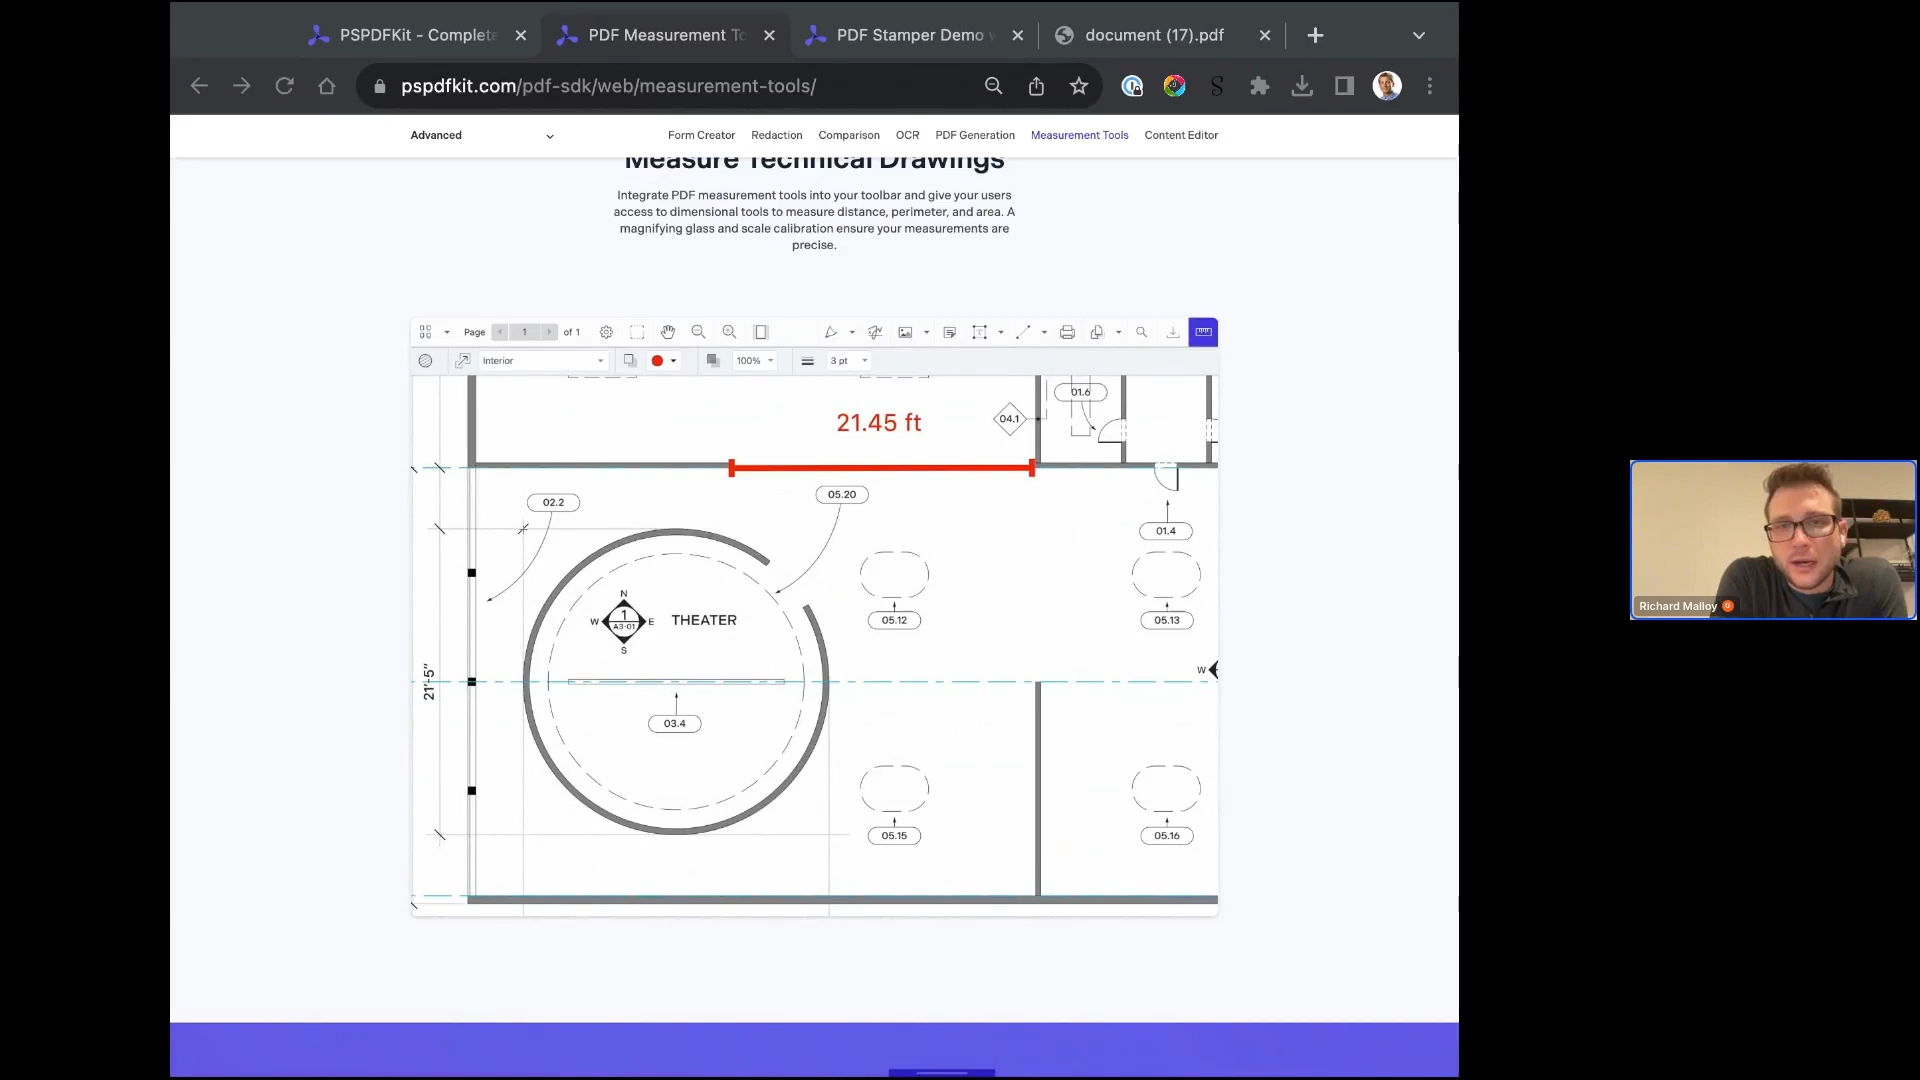 PSPDFKit - Complete
PDF Measurement To
PDF Stamper Demo
document (17).pdf
pspdfkit.com/pdf-sdk/web/measurement-tools/
Advanced
Form Creator
Redaction
Comparison
OCR
PDF Generation
Measurement Tools
Content Editor
Measure Technical Drawings
Integrate PDF measurement tools into your toolbar and give your users
access to dimensional tools to measure distance, perimeter, and area. A
magnifying glass and scale calibration ensure your measurements are
precise.
Page 1 of 1
Interior
100%
3 pt
01.6
21.45 ft
04.1
02.2
05.20
01.4
N
1
W E
A3-01
S
THEATER
05.12
05.13
W
21'-5"
03.4
05.15
05.16
Richard Malloy